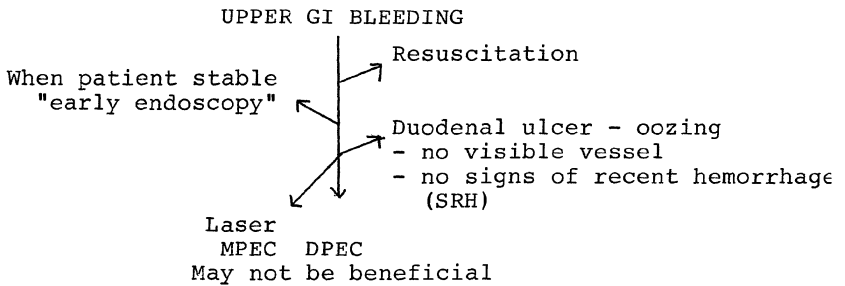 UPPER GI BLEEDING
Resuscitation
When patient stable
"early endoscopy"
Duodenal ulcer - oozing
- no visible vessel
- no signs of recent hemorrhage
(SRH)
Laser
MPEC DPEC
May not be beneficial